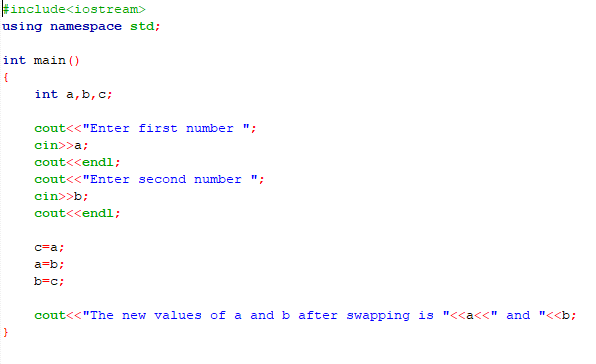 #include<iostream>
using namespace std;
int main()
{
int a,b,c;
cout<<"Enter first number ";
cin>>a;
cout<<endl;
cout<<"Enter second number ";
cin>>b;
cout<<endl;
c=a;
a=b;
b=c;
cout<<"The new values of a and b after swapping is "<<a<<" and "<<b;
}